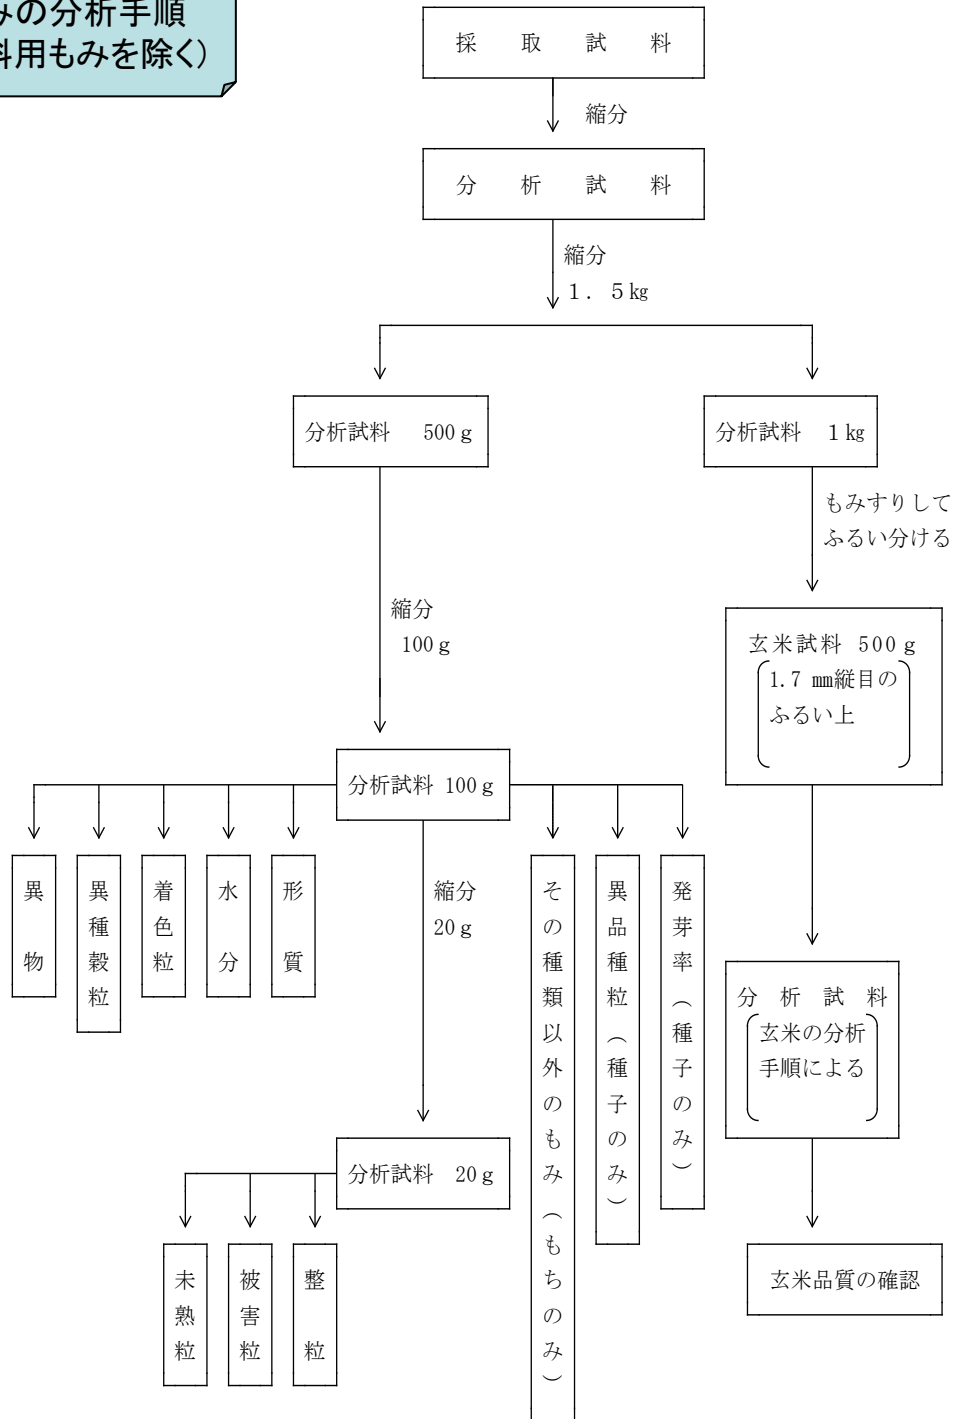 みの分析手順
料用もみを除く）
採　取　試　料
縮分
分　析　試　料
縮分
１．５㎏
分析試料　500ｇ
分析試料　１㎏
もみすりして
ふるい分ける
縮分
100ｇ
玄米試料 500ｇ
1.7 ㎜縦目の
ふるい上
分析試料 100ｇ
異物
異種穀粒
着色粒
水分
形質
縮分
20ｇ
その種類以外のもみ（もちのみ）
異品種粒（種子のみ）
発芽率（種子のみ）
分　析　試　料
玄米の分析
手順による
分析試料　20ｇ
未熟粒
被害粒
整粒
玄米品質の確認